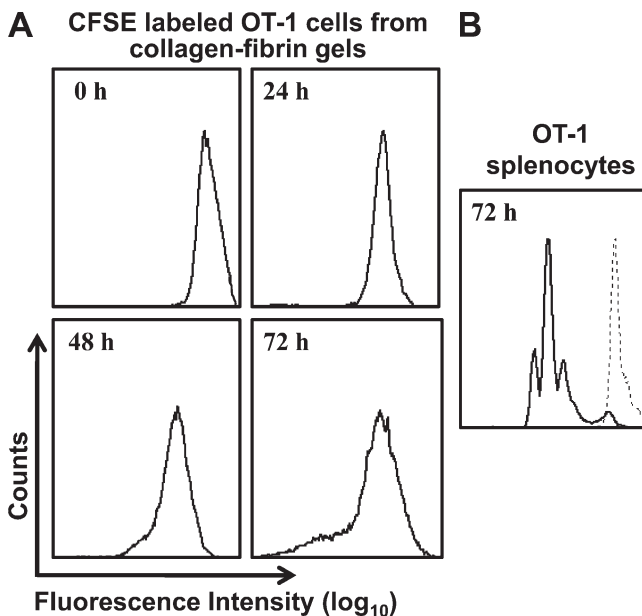 A
CFSE labeled OT-1 cells from
collagen-fibrin gels
0 h
24 h
48 h
72 h
Counts
Fluorescence Intensity (log₁₀)
B
OT-1
splenocytes
72 h